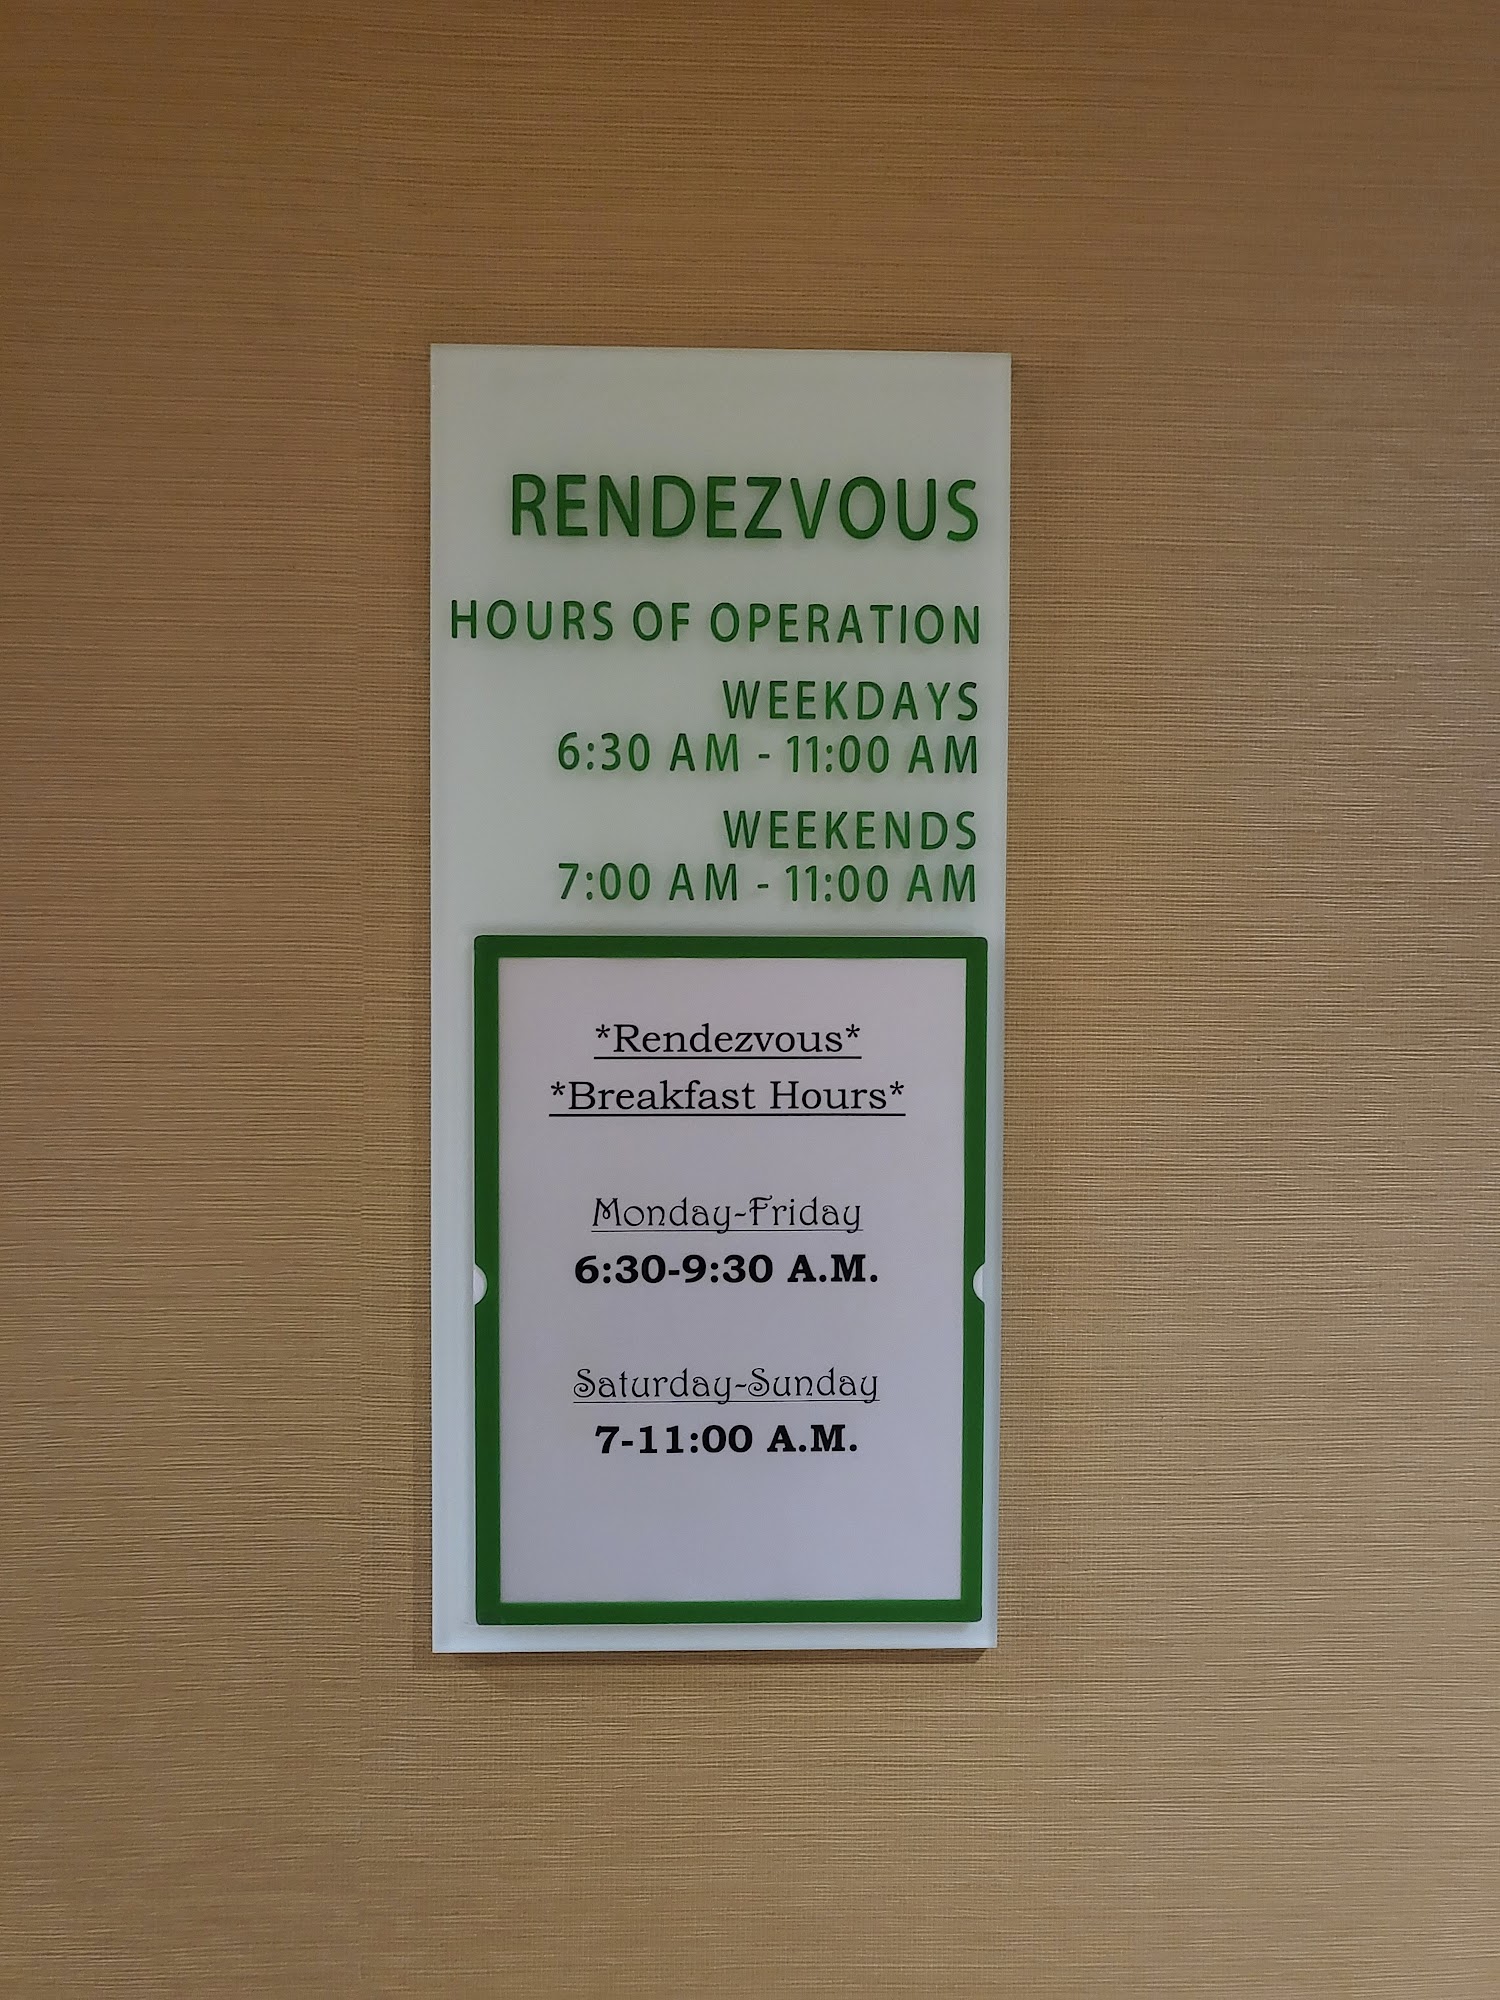 RENDEZVOUS
HOURS OF OPERATION
WEEKDAYS
6:30 AM - 11:00 AM
WEEKENDS
7:00 AM - 11:00 AM
*Rendezvous*
*Breakfast Hours*
Monday-Friday
6:30-9:30 A.M.
Saturday-Sunday
7-11:00 A.M.